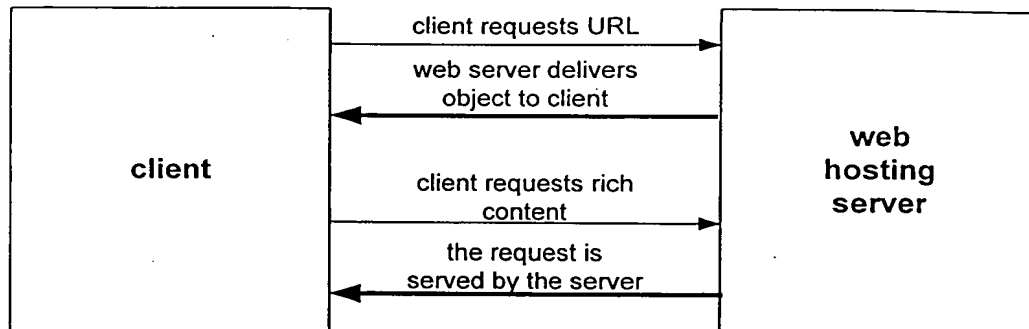 client requests URL
web server delivers
object to client
client
web
hosting
server
client requests rich
content
the request is
served by the server